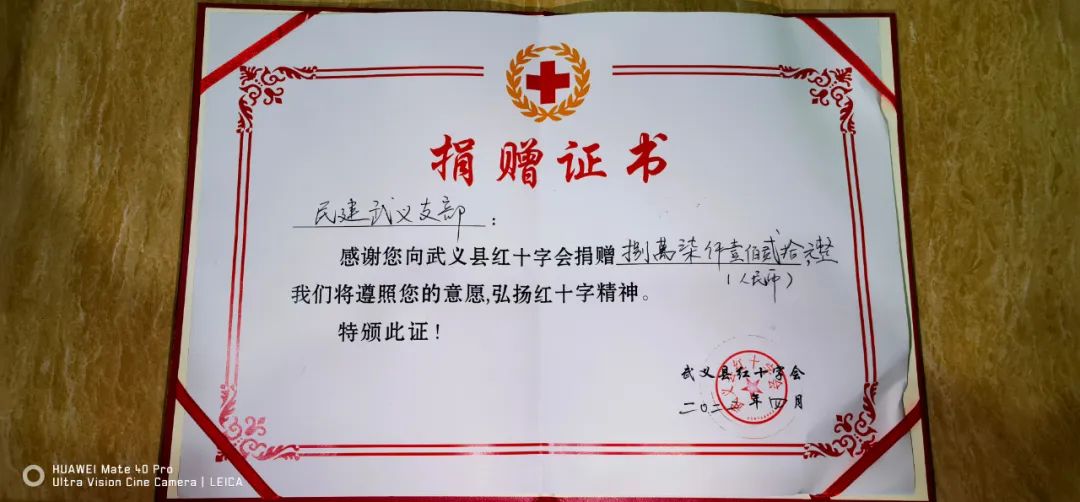 捐赠证书
民建武义支部：
感谢您向武义县红十字会捐赠捌萬柒仟壹佰贰拾元整
（人民币）
我们将遵照您的意愿,弘扬红十字精神。
特颁此证！
武义县红十字会
年四月
HUAWEI Mate 40 Pro
Ultra Vision Cine Camera | LEICA